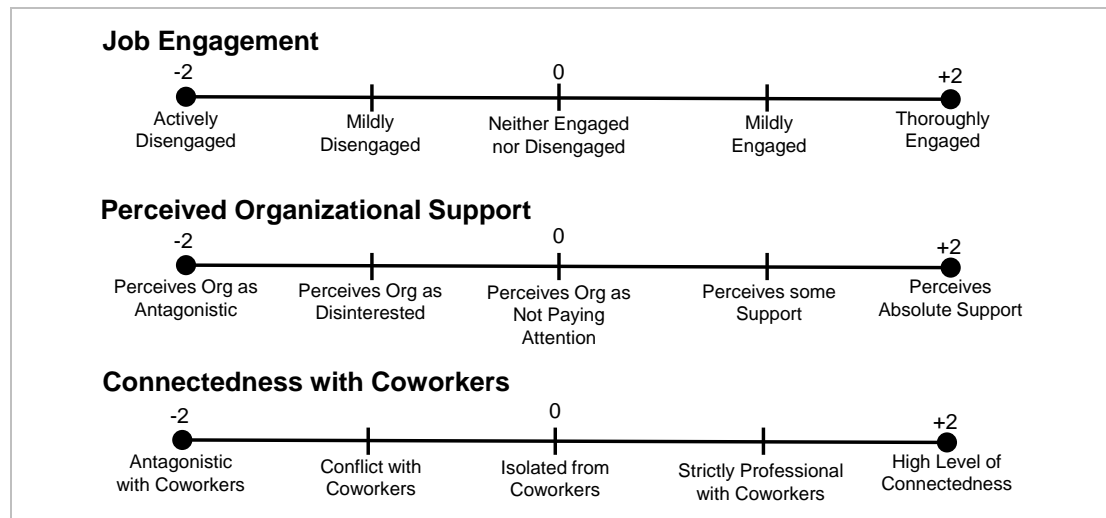 Job Engagement
-2 0 +2
Actively Disengaged
Mildly Disengaged
Neither Engaged nor Disengaged
Mildly Engaged
Thoroughly Engaged
Perceived Organizational Support
-2 0 +2
Perceives Org as Antagonistic
Perceives Org as Disinterested
Perceives Org as Not Paying Attention
Perceives some Support
Perceives Absolute Support
Connectedness with Coworkers
-2 0 +2
Antagonistic with Coworkers
Conflict with Coworkers
Isolated from Coworkers
Strictly Professional with Coworkers
High Level of Connectedness